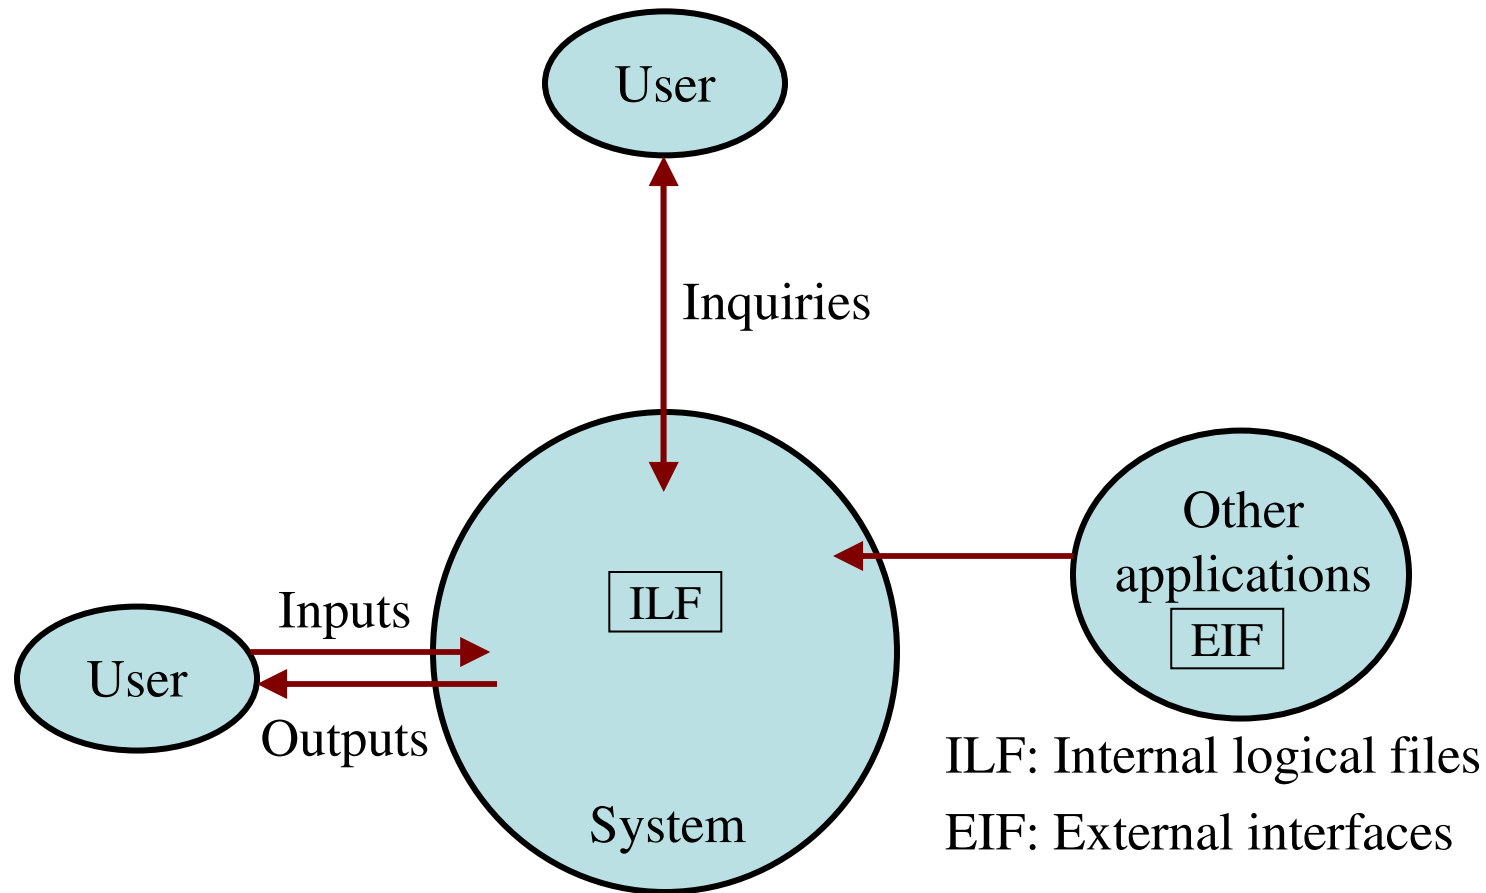 User
Inquiries
Other
applications
EIF
ILF
Inputs
User
Outputs
System
ILF: Internal logical files
EIF: External interfaces